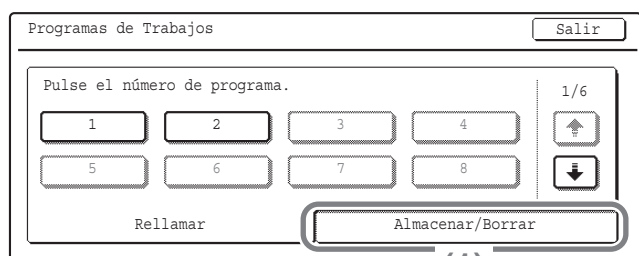 Programas de Trabajos Salir
Pulse el número de programa. 1/6
1 2 3 4
5 6 7 8
Rellamar Almacenar/Borrar